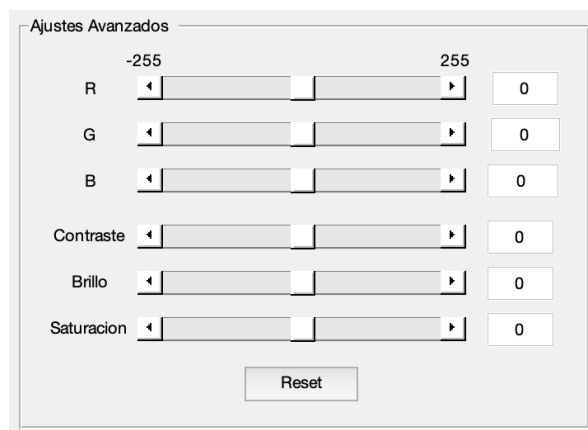 Ajustes Avanzados
-255 255
R 0
G 0
B 0
Contraste 0
Brillo 0
Saturacion 0
Reset